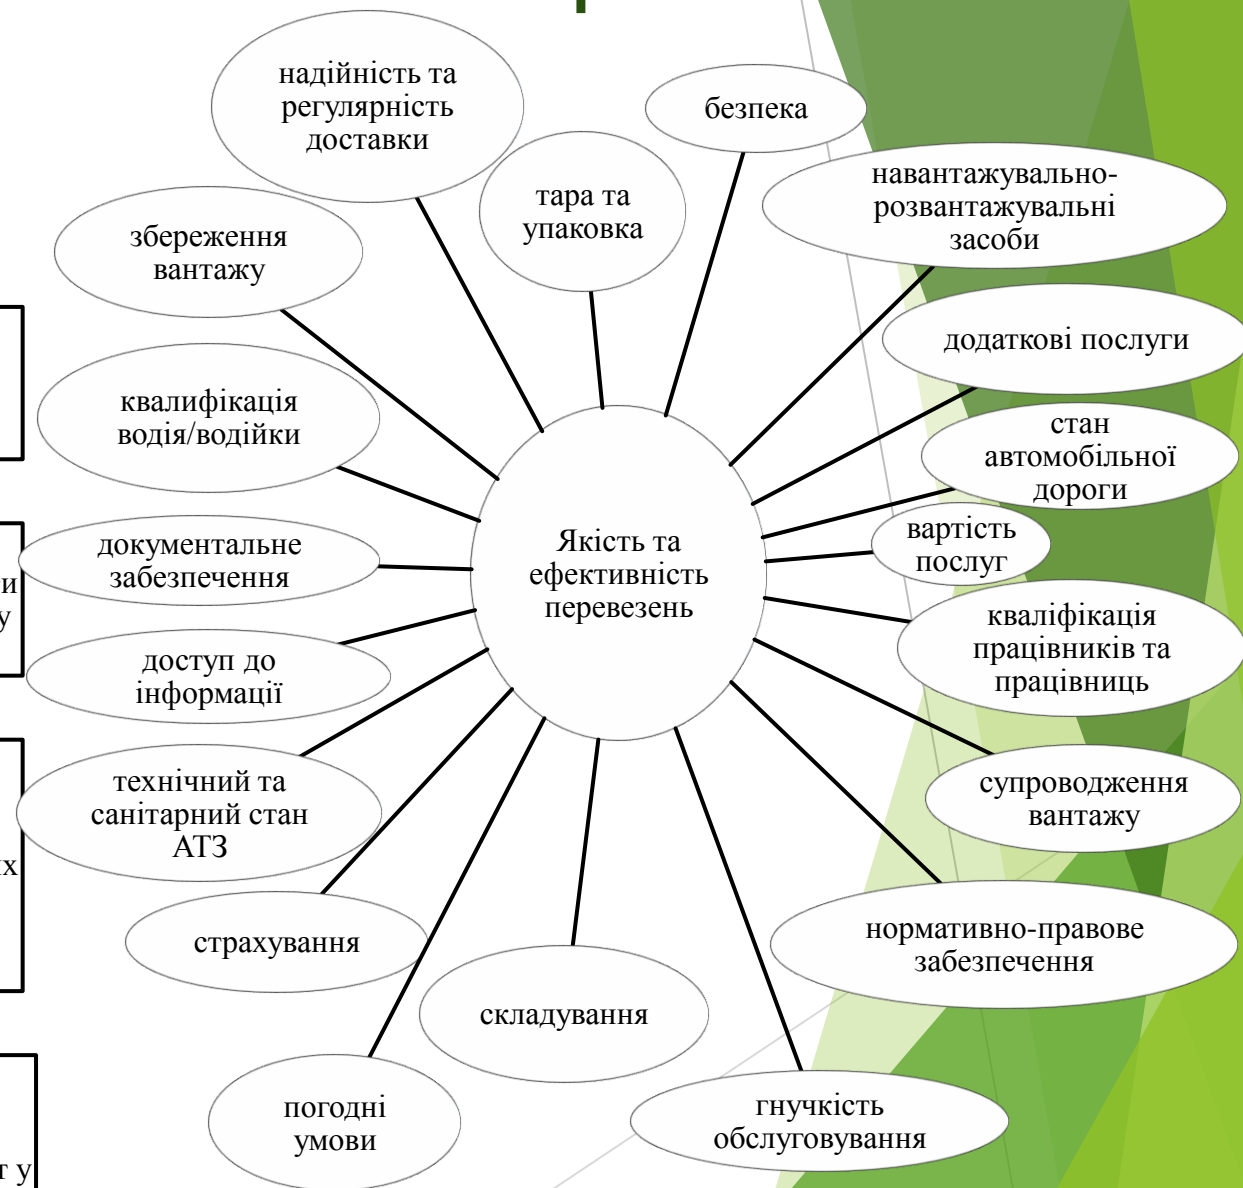 надійність та
регулярність
доставки
безпека
тара та
упаковка
навантажувально-
розвантажувальні
засоби
збереження
вантажу
додаткові послуги
квалифікація
водія/водійки
стан
автомобільної
дороги
вартість
послуг
Якість та
ефективність
перевезень
документальне
забезпечення
кваліфікація
працівників та
працівниць
доступ до
інформації
супроводження
вантажу
технічний та
санітарний стан
АТЗ
нормативно-правове
забезпечення
страхування
складування
погодні
умови
гнучкість
обслуговування